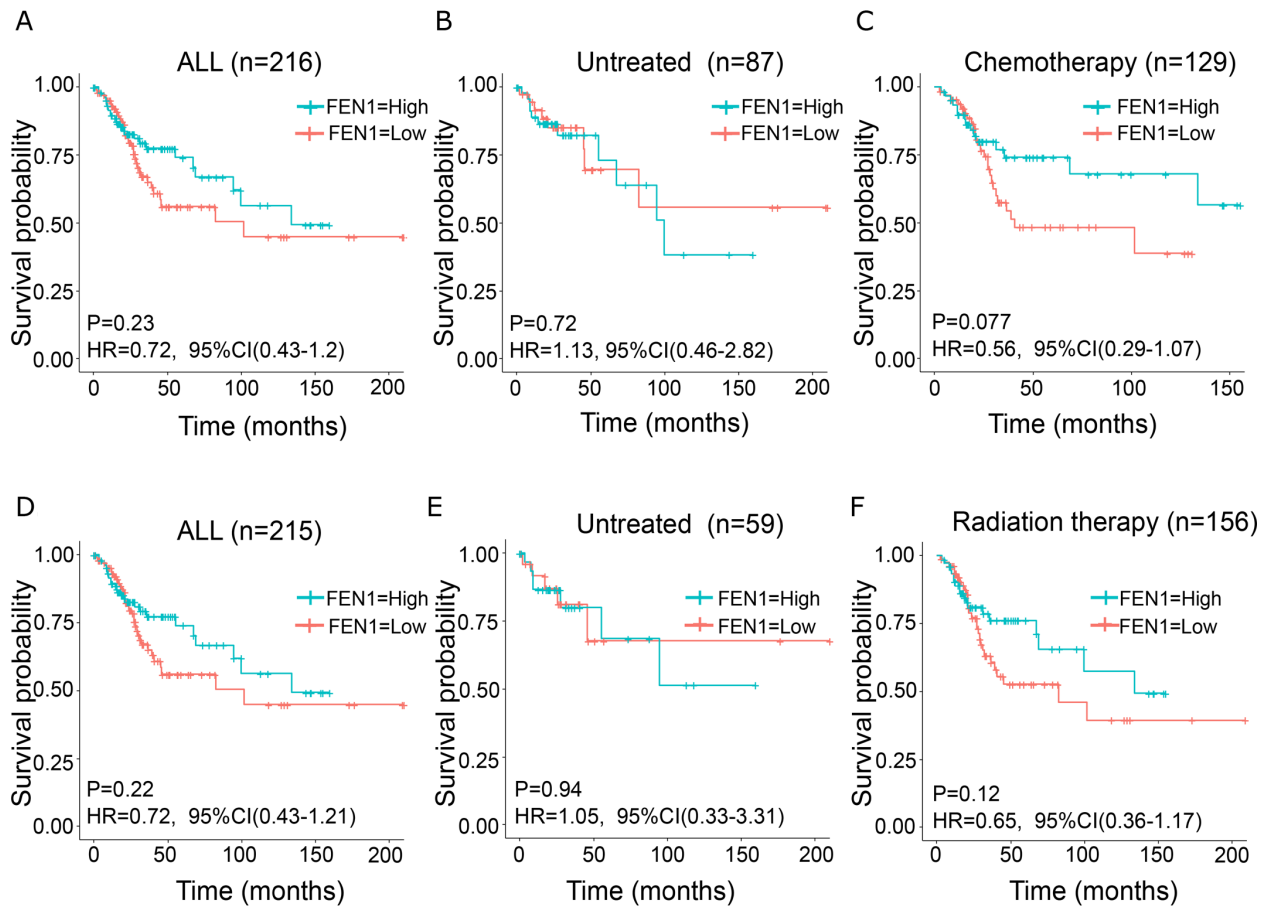 A
ALL (n=216)
Survival probability
1.00
0.75
0.50
0.25
0.00
FEN1=High
FEN1=Low
P=0.23
HR=0.72, 95%CI(0.43-1.2)
0 50 100 150 200
Time (months)
B
Untreated (n=87)
Survival probability
1.00
0.75
0.50
0.25
0.00
FEN1=High
FEN1=Low
P=0.72
HR=1.13, 95%CI(0.46-2.82)
0 50 100 150 200
Time (months)
C
Chemotherapy (n=129)
Survival probability
1.00
0.75
0.50
0.25
0.00
FEN1=High
FEN1=Low
P=0.077
HR=0.56, 95%CI(0.29-1.07)
0 50 100 150
Time (months)
D
ALL (n=215)
Survival probability
1.00
0.75
0.50
0.25
0.00
FEN1=High
FEN1=Low
P=0.22
HR=0.72, 95%CI(0.43-1.21)
0 50 100 150 200
Time (months)
E
Untreated (n=59)
Survival probability
1.00
0.75
0.50
0.25
0.00
FEN1=High
FEN1=Low
P=0.94
HR=1.05, 95%CI(0.33-3.31)
0 50 100 150 200
Time (months)
F
Radiation therapy (n=156)
Survival probability
1.00
0.75
0.50
0.25
0.00
FEN1=High
FEN1=Low
P=0.12
HR=0.65, 95%CI(0.36-1.17)
0 50 100 150 200
Time (months)